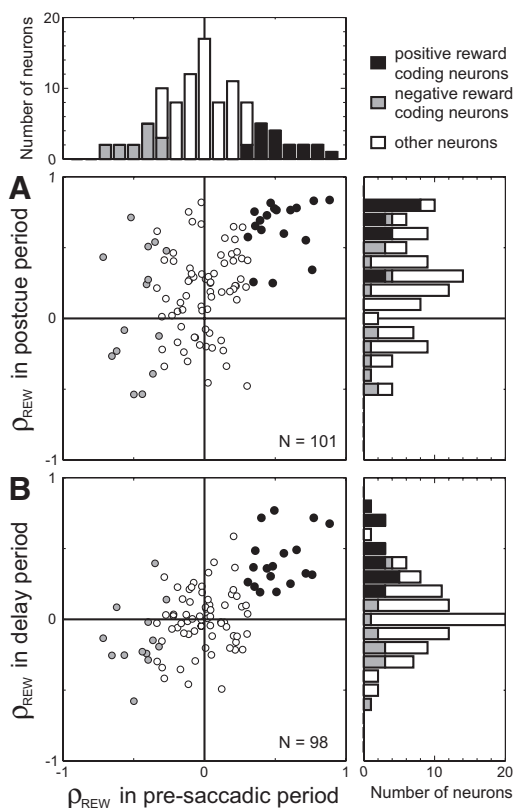 20
10
0
Number of neurons
positive reward
coding neurons
negative reward
coding neurons
other neurons
A
1
0
-1
ρREW in postcue period
N = 101
B
1
0
-1
ρREW in delay period
N = 98
-1 0 1
ρREW in pre-saccadic period
0 10 20
Number of neurons